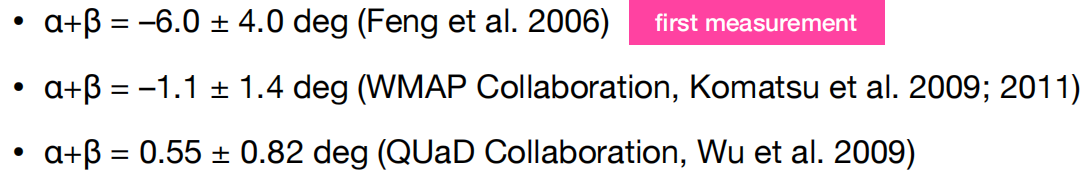 • α+β = –6.0 ± 4.0 deg (Feng et al. 2006) first measurement
• α+β = –1.1 ± 1.4 deg (WMAP Collaboration, Komatsu et al. 2009; 2011)
• α+β = 0.55 ± 0.82 deg (QUaD Collaboration, Wu et al. 2009)